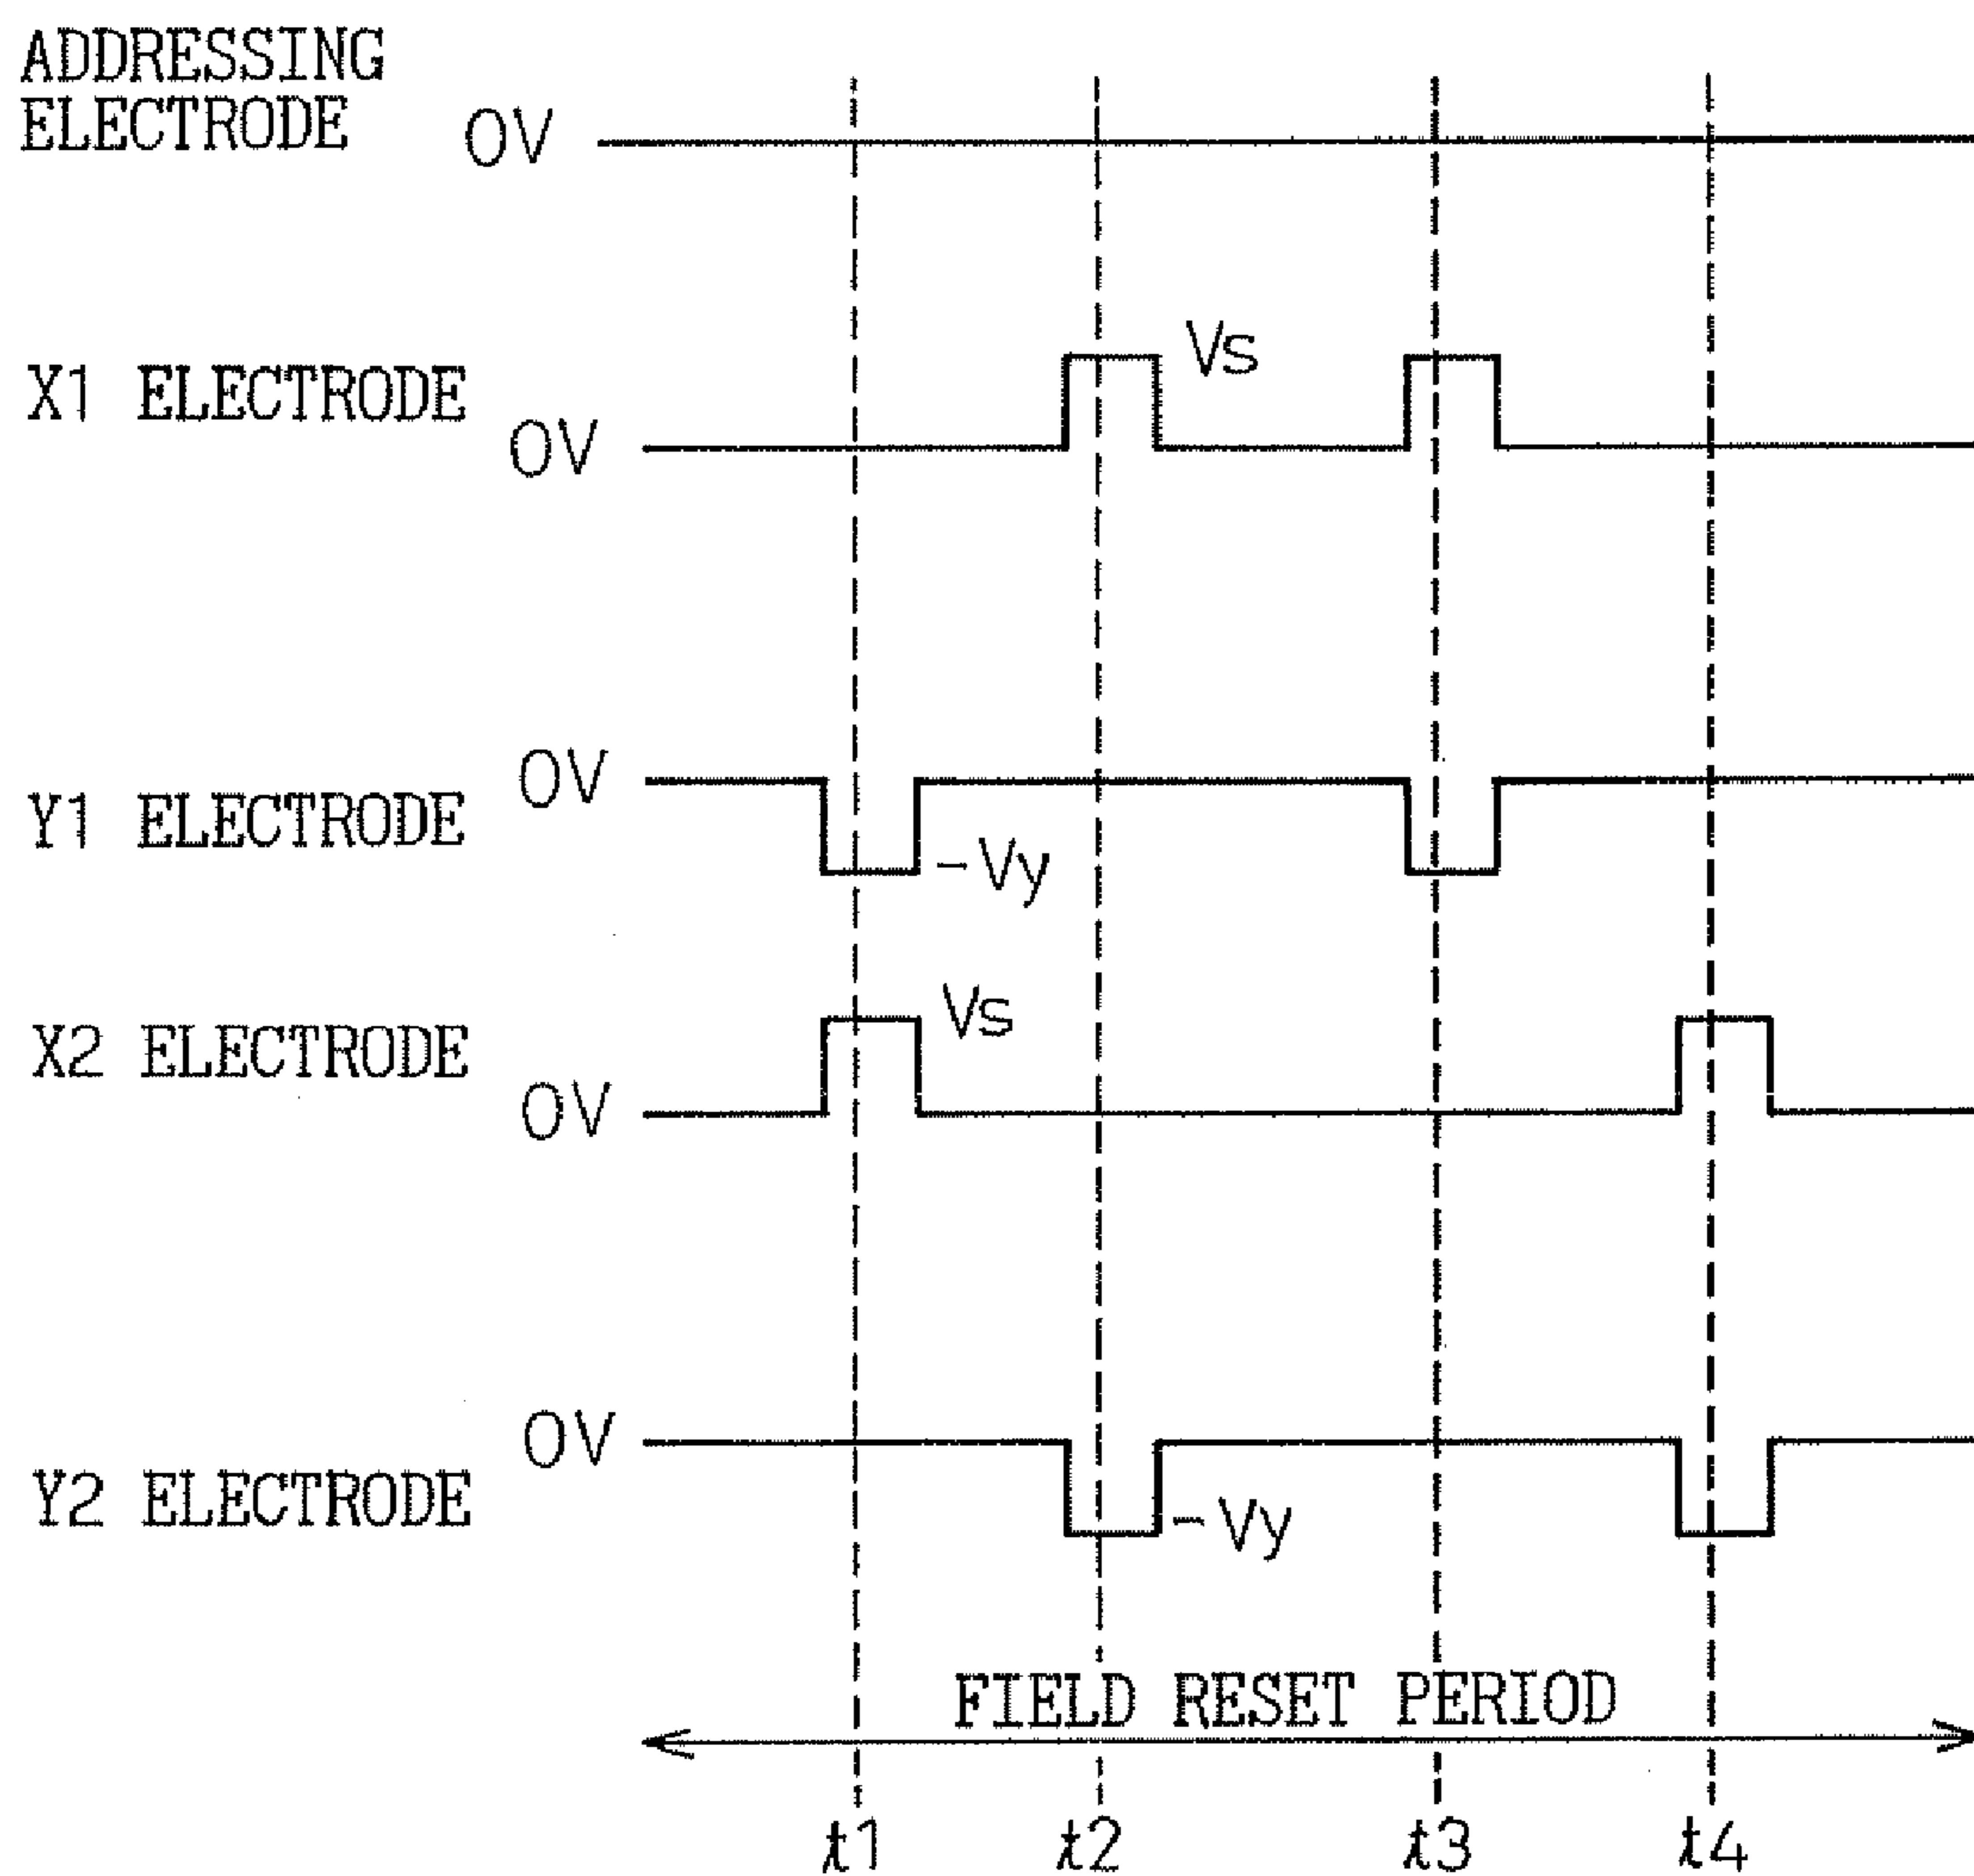 ADDRESSING
ELECTRODE 0V
Vs
X1 ELECTRODE
0V
0V
Y1 ELECTRODE
-Vy
Vs
X2 ELECTRODE
0V
0V
Y2 ELECTRODE
-Vy
FIELD RESET PERIOD
t1 t2 t3 t4